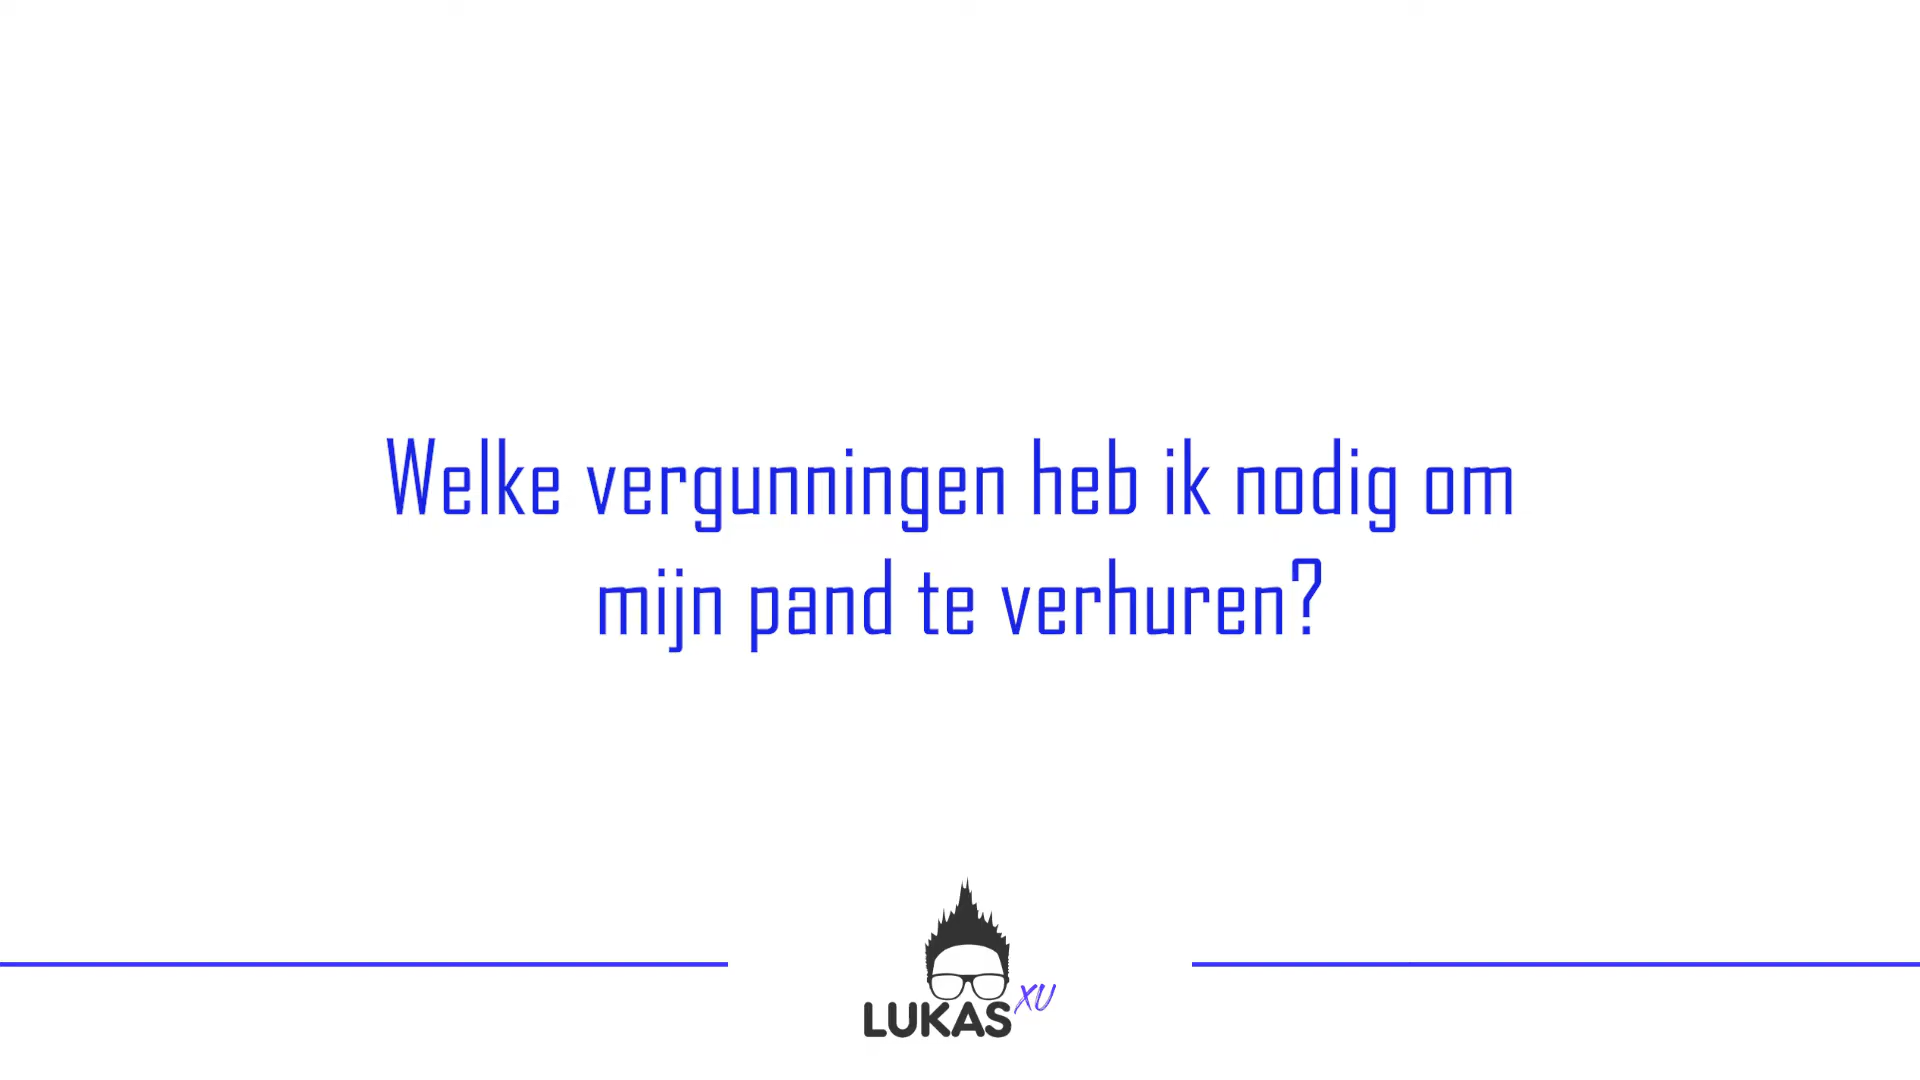 Welke vergunningen heb ik nodig om
mijn pand te verhuren?
LUKAS XU